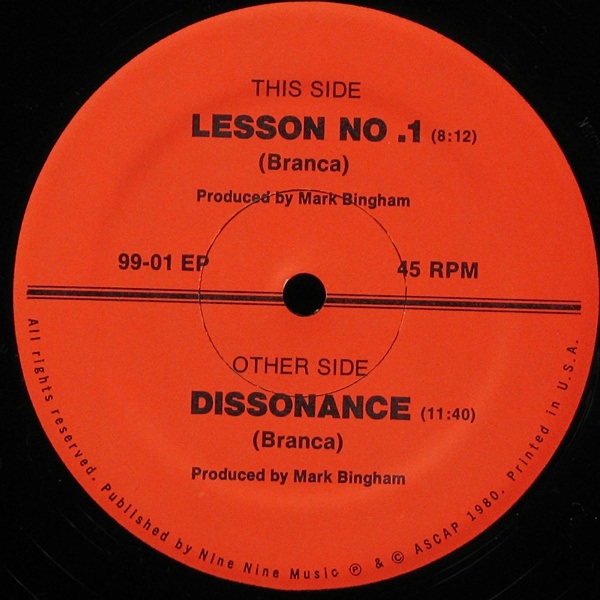 THIS SIDE
LESSON NO .1 (8:12)
(Branca)
Produced by Mark Bingham
99-01 EP
45 RPM
OTHER SIDE
DISSONANCE (11:40)
(Branca)
Produced by Mark Bingham
All rights reserved. Published by Nine Nine Music ℗ & © ASCAP 1980. Printed in U.S.A.